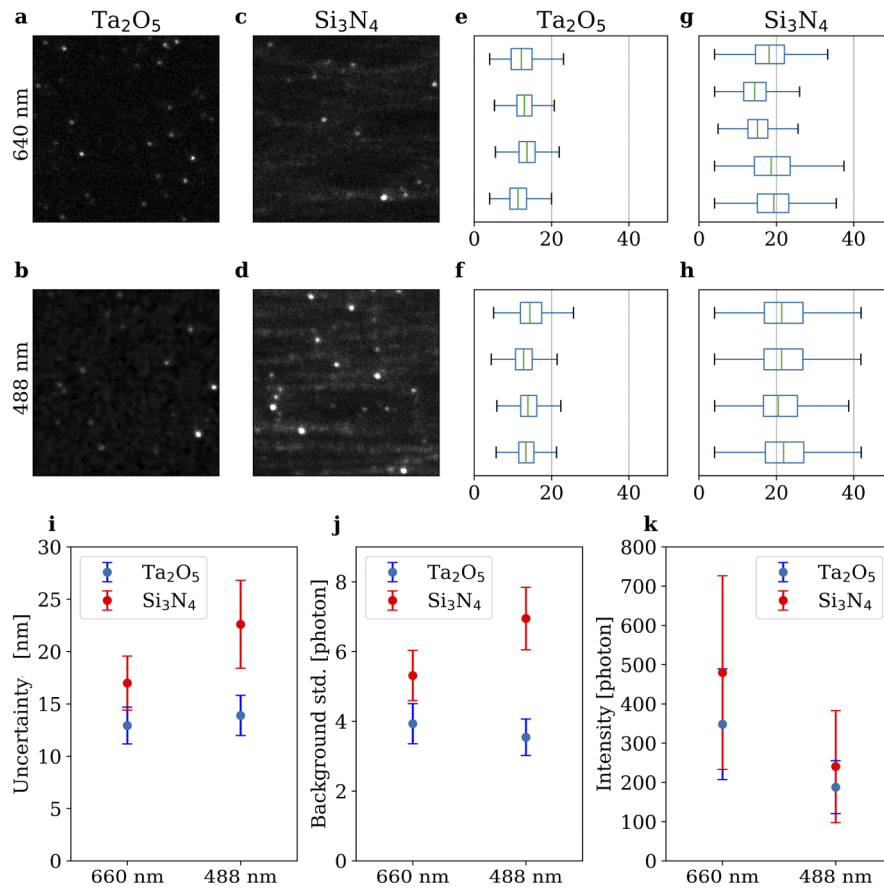 a Ta₂O₅ c Si₃N₄ e Ta₂O₅ g Si₃N₄
640 nm
0 20 40 0 20 40
b d f h
488 nm
0 20 40 0 20 40
i j k
30
25
20
15
10
5
0
Uncertainty [nm]
Ta₂O₅
Si₃N₄
660 nm 488 nm
8
6
4
2
0
Background std. [photon]
Ta₂O₅
Si₃N₄
660 nm 488 nm
800
700
600
500
400
300
200
100
0
Intensity [photon]
Ta₂O₅
Si₃N₄
660 nm 488 nm